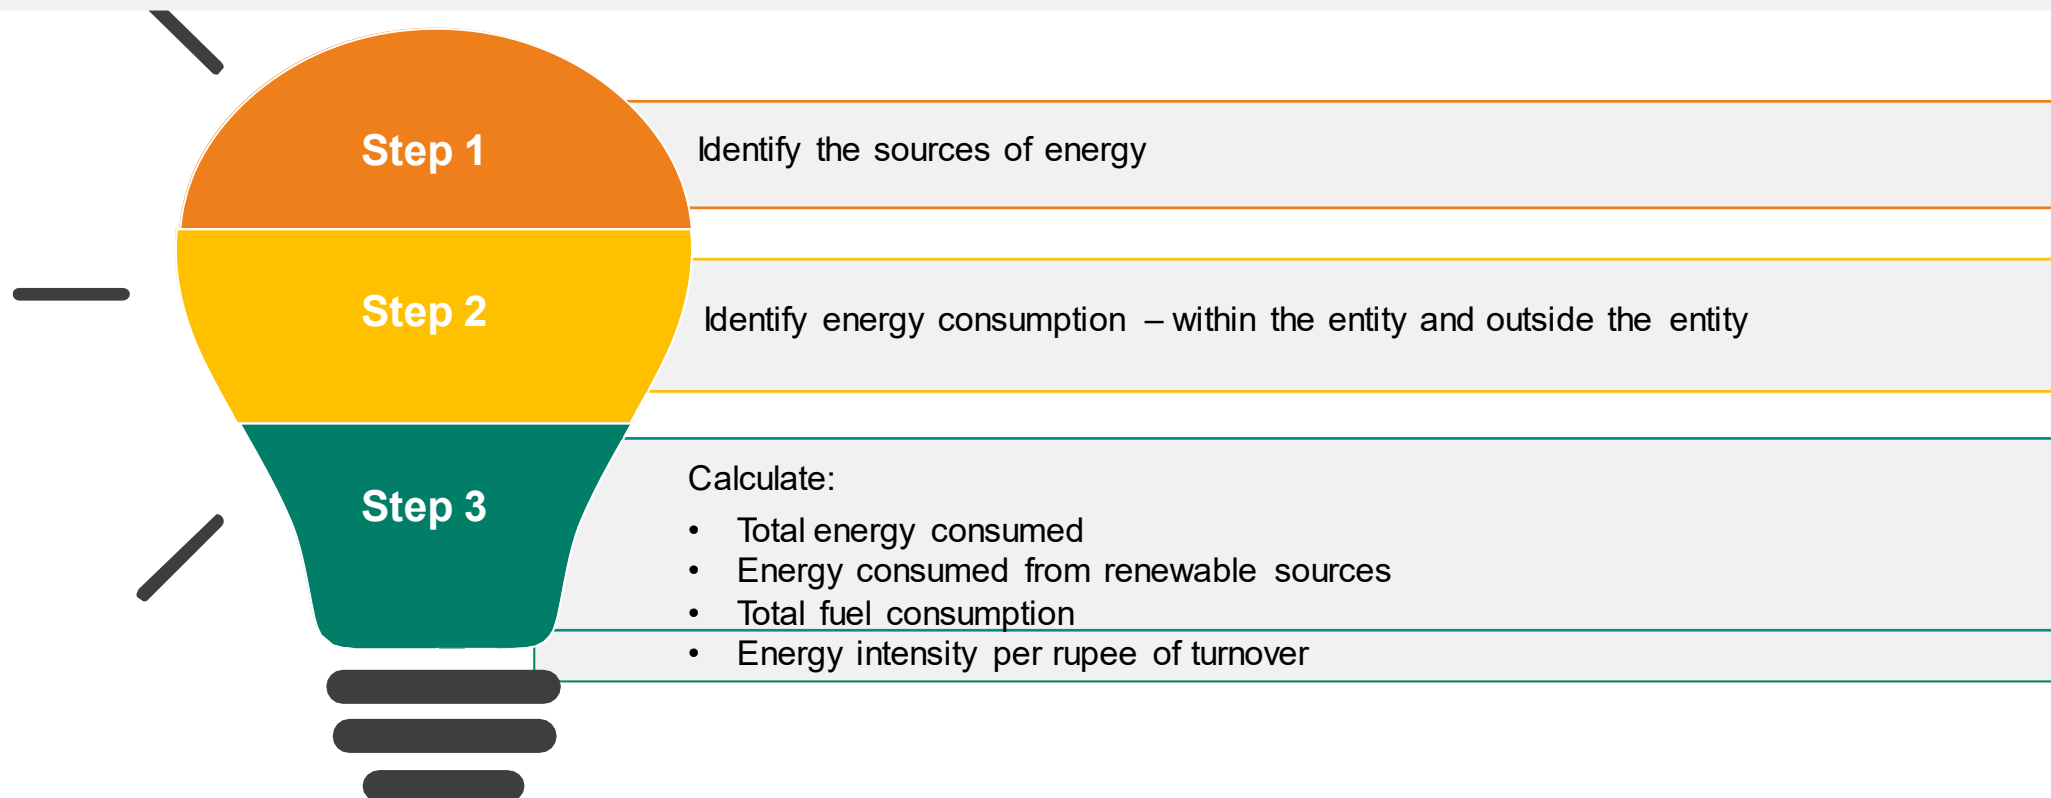 Step 1
Identify the sources of energy
Step 2
Identify energy consumption – within the entity and outside the entity
Step 3
Calculate:
• Total energy consumed
• Energy consumed from renewable sources
• Total fuel consumption
• Energy intensity per rupee of turnover